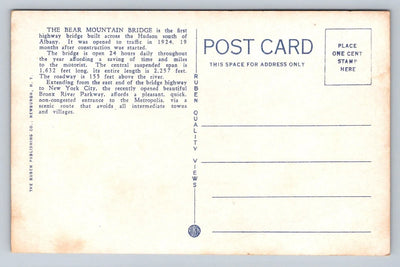 THE BEAR MOUNTAIN BRIDGE is the first
highway bridge built across the Hudson south of
Albany. It was opened to traffic in 1924, 19
months after construction was started.
The bridge is open 24 hours daily throughout
the year affording a saving of time and miles
to the motorist. The central suspended span is
1,632 feet long. Its entire length is 2,257 feet.
The roadway is 155 feet above the river.
Extending from the east end of the bridge highway
to New York City, the recently opened beautiful
Bronx River Parkway, affords a pleasant, quick,
non-congested entrance to the Metropolis, via a
scenic route that avoids all intermediate towns
and villages.
THE RUBEN PUBLISHING CO., NEWBURGH, N. Y.
RUBEN QUALITY VIEWS
POST CARD
THIS SPACE FOR ADDRESS ONLY
PLACE
ONE CENT
STAMP
HERE